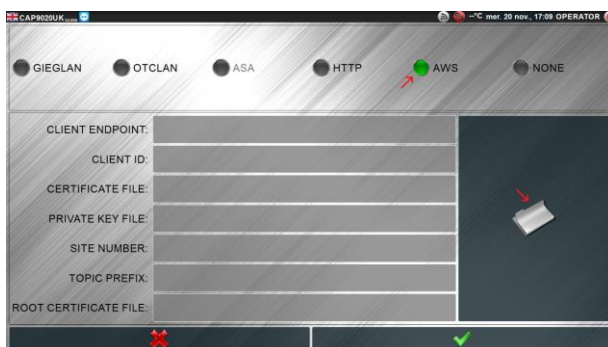 CAP9020UK --°C mer. 20 nov., 17:09 OPERATOR
GIEGLAN OTCLAN ASA HTTP AWS NONE
CLIENT ENDPOINT:
CLIENT ID:
CERTIFICATE FILE:
PRIVATE KEY FILE:
SITE NUMBER:
TOPIC PREFIX:
ROOT CERTIFICATE FILE: